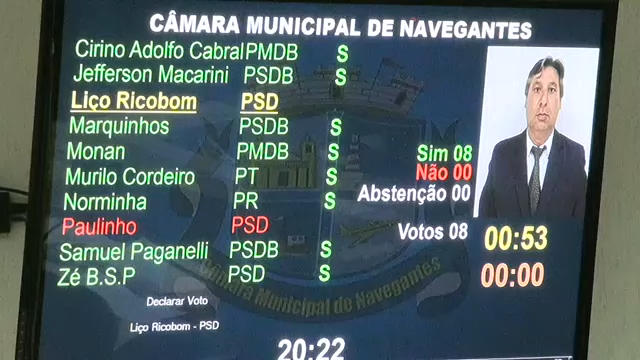 CÂMARA MUNICIPAL DE NAVEGANTES
Cirino Adolfo Cabral PMDB S
Jefferson Macarini PSDB S
Liço Ricobom PSD
Marquinhos PSDB S
Monan PMDB S
Murilo Cordeiro PT S
Norminha PR S
Paulinho PSD
Samuel Paganelli PSDB S
Zé B.S.P PSD S
Sim 08
Não 00
Abstenção 00
Votos 08
00:53
00:00
Declarar Voto
Liço Ricobom - PSD
20:22
Câmara Municipal de Navegantes